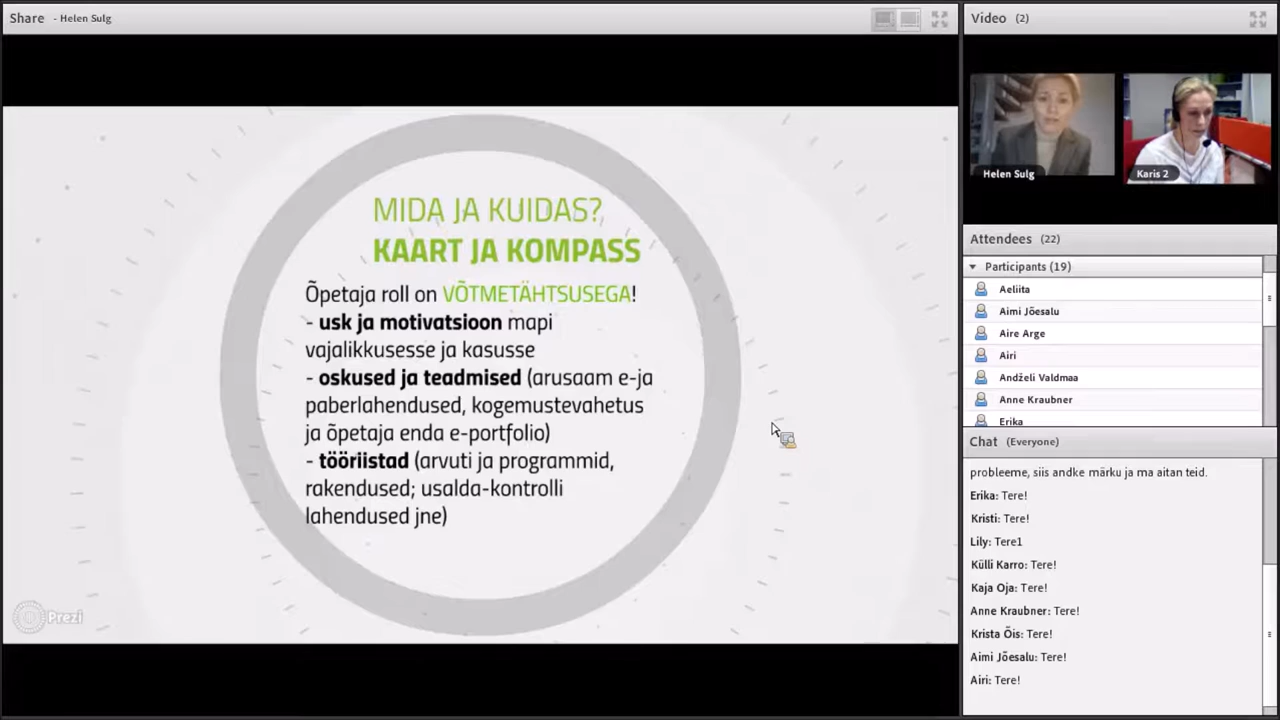 Share - Helen Sulg
MIDA JA KUIDAS?
KAART JA KOMPASS
Õpetaja roll on VÕTMETÄHTSUSEGA!
- usk ja motivatsioon mapi
vajalikkusesse ja kasusse
- oskused ja teadmised (arusaam e-ja
paberlahendused, kogemustevahetus
ja õpetaja enda e-portfolio)
- tööriistad (arvuti ja programmid,
rakendused; usalda-kontrolli
lahendused jne)
Prezi
Video (2)
Helen Sulg
Karis 2
Attendees (22)
Participants (19)
Aeliita
Aimi Jõesalu
Aire Arge
Airi
Andželi Valdmaa
Anne Kraubner
Erika
Chat (Everyone)
probleeme, siis andke märku ja ma aitan teid.
Erika: Tere!
Kristi: Tere!
Lily: Tere1
Külli Karro: Tere!
Kaja Oja: Tere!
Anne Kraubner: Tere!
Krista Õis: Tere!
Aimi Jõesalu: Tere!
Airi: Tere!